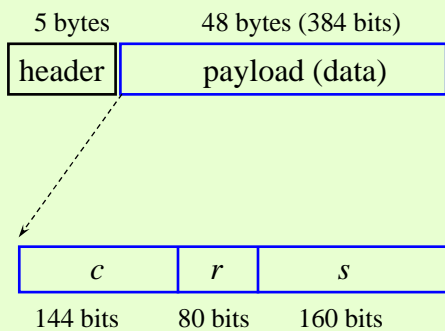 5 bytes 48 bytes (384 bits)
header payload (data)
c r s
144 bits 80 bits 160 bits